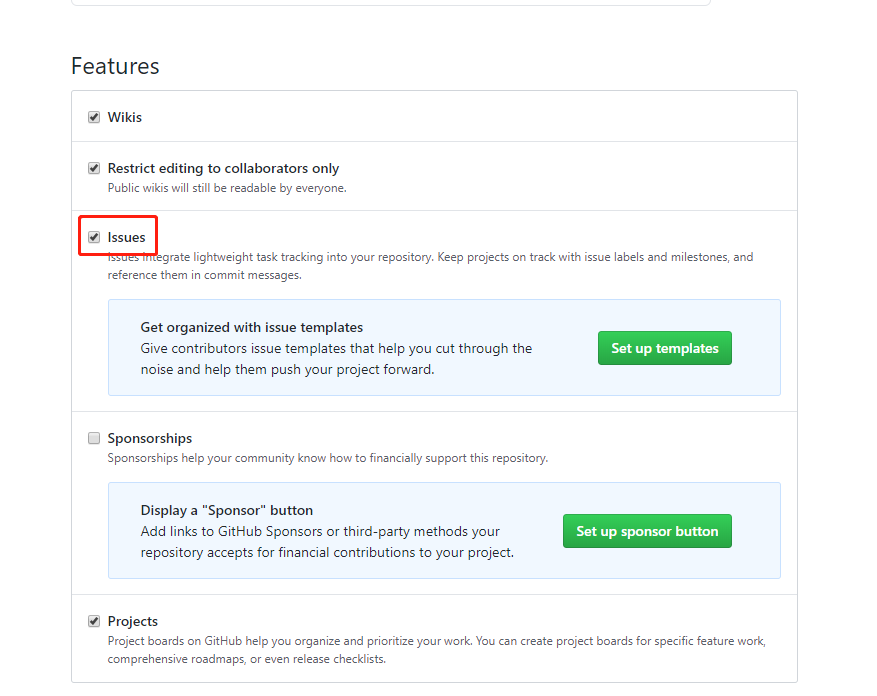 Features
Wikis
Restrict editing to collaborators only
Public wikis will still be readable by everyone.
Issues
Issues integrate lightweight task tracking into your repository. Keep projects on track with issue labels and milestones, and
reference them in commit messages.
Get organized with issue templates
Give contributors issue templates that help you cut through the
noise and help them push your project forward.
Set up templates
Sponsorships
Sponsorships help your community know how to financially support this repository.
Display a "Sponsor" button
Add links to GitHub Sponsors or third-party methods your
repository accepts for financial contributions to your project.
Set up sponsor button
Projects
Project boards on GitHub help you organize and prioritize your work. You can create project boards for specific feature work,
comprehensive roadmaps, or even release checklists.